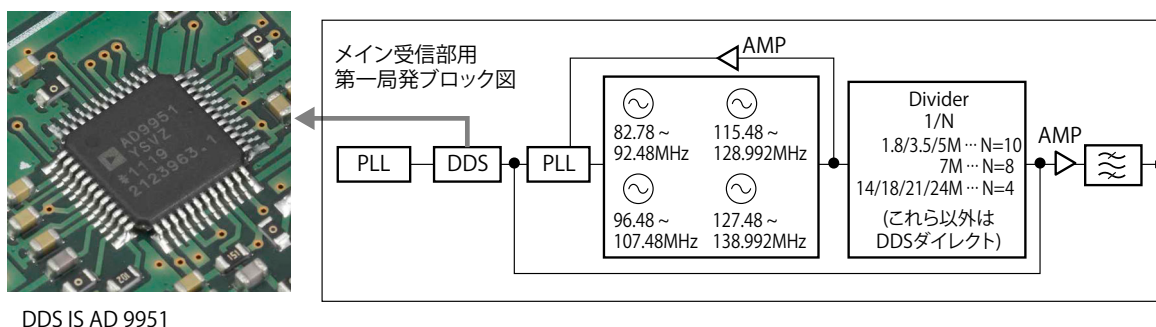 AD9951
YSVZ
#1119
2123963.1
151
DDS IS AD 9951
メイン受信部用
第一局発ブロック図
AMP
PLL
DDS
PLL
82.78～
92.48MHz
115.48～
128.992MHz
96.48～
107.48MHz
127.48～
138.992MHz
Divider
1/N
1.8/3.5/5M…N=10
7M…N=8
14/18/21/24M…N=4
(これら以外は
DDSダイレクト)
AMP